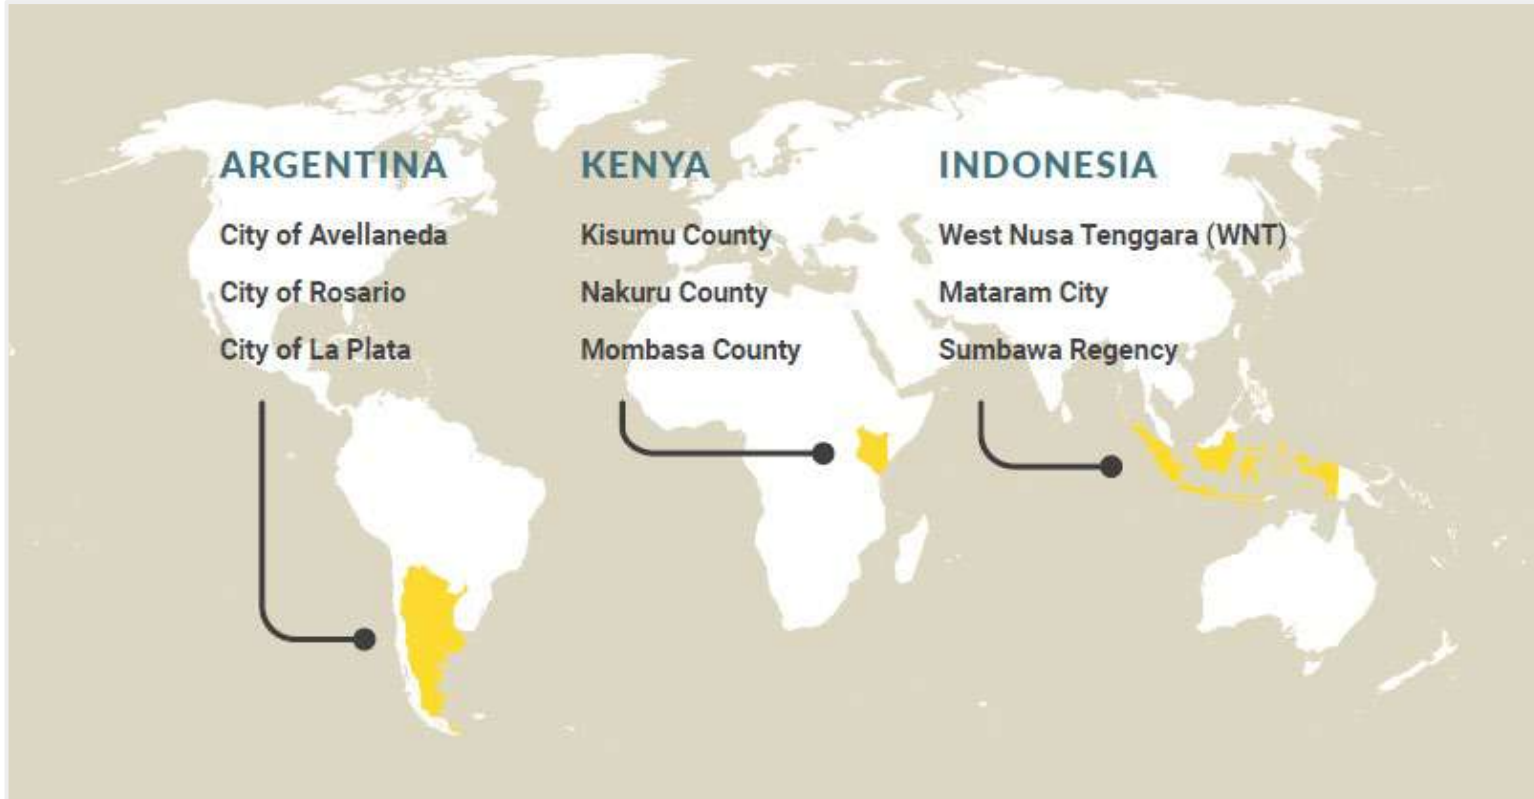 ARGENTINA
City of Avellaneda
City of Rosario
City of La Plata
KENYA
Kisumu County
Nakuru County
Mombasa County
INDONESIA
West Nusa Tenggara (WNT)
Mataram City
Sumbawa Regency